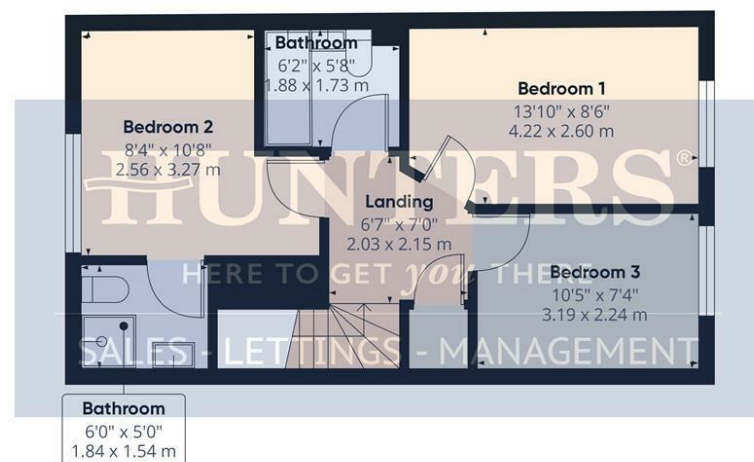 Bathroom
6'2" x 5'8"
1.88 x 1.73 m
Bedroom 1
13'10" x 8'6"
4.22 x 2.60 m
Bedroom 2
8'4" x 10'8"
2.56 x 3.27 m
HUNTERS®
Landing
6'7" x 7'0"
2.03 x 2.15 m
HERE TO GET you THERE
Bedroom 3
10'5" x 7'4"
3.19 x 2.24 m
SALES - LETTINGS - MANAGEMENT
Bathroom
6'0" x 5'0"
1.84 x 1.54 m